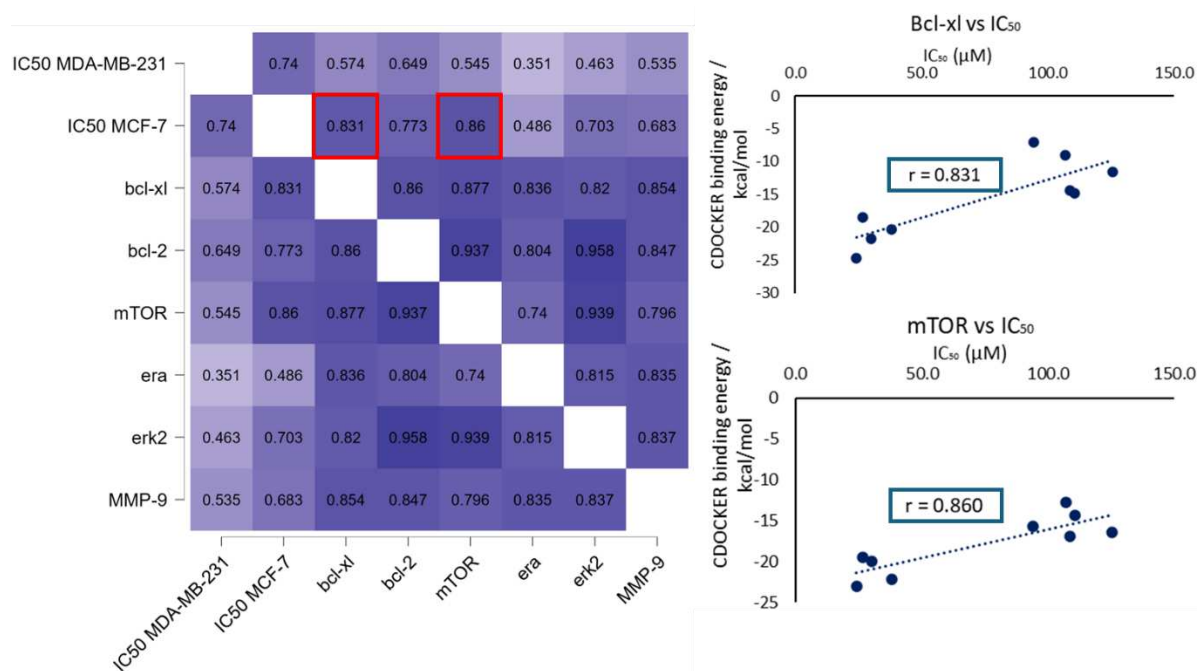 IC50 MDA-MB-231
0.74 0.574 0.649 0.545 0.351 0.463 0.535
IC50 MCF-7
0.74 0.831 0.773 0.86 0.486 0.703 0.683
bcl-xl
0.574 0.831 0.86 0.877 0.836 0.82 0.854
bcl-2
0.649 0.773 0.86 0.937 0.804 0.958 0.847
mTOR
0.545 0.86 0.877 0.937 0.74 0.939 0.796
era
0.351 0.486 0.836 0.804 0.74 0.815 0.835
erk2
0.463 0.703 0.82 0.958 0.939 0.815 0.837
MMP-9
0.535 0.683 0.854 0.847 0.796 0.835 0.837
IC50 MDA-MB-231
IC50 MCF-7
bcl-xl
bcl-2
mTOR
era
erk2
MMP-9
Bcl-xl vs IC₅₀
IC₅₀ (µM)
0.0 50.0 100.0 150.0
0
-5
-10
-15
-20
-25
-30
CDOCKER binding energy /
kcal/mol
r = 0.831
mTOR vs IC₅₀
IC₅₀ (µM)
0.0 50.0 100.0 150.0
0
-5
-10
-15
-20
-25
CDOCKER binding energy /
kcal/mol
r = 0.860